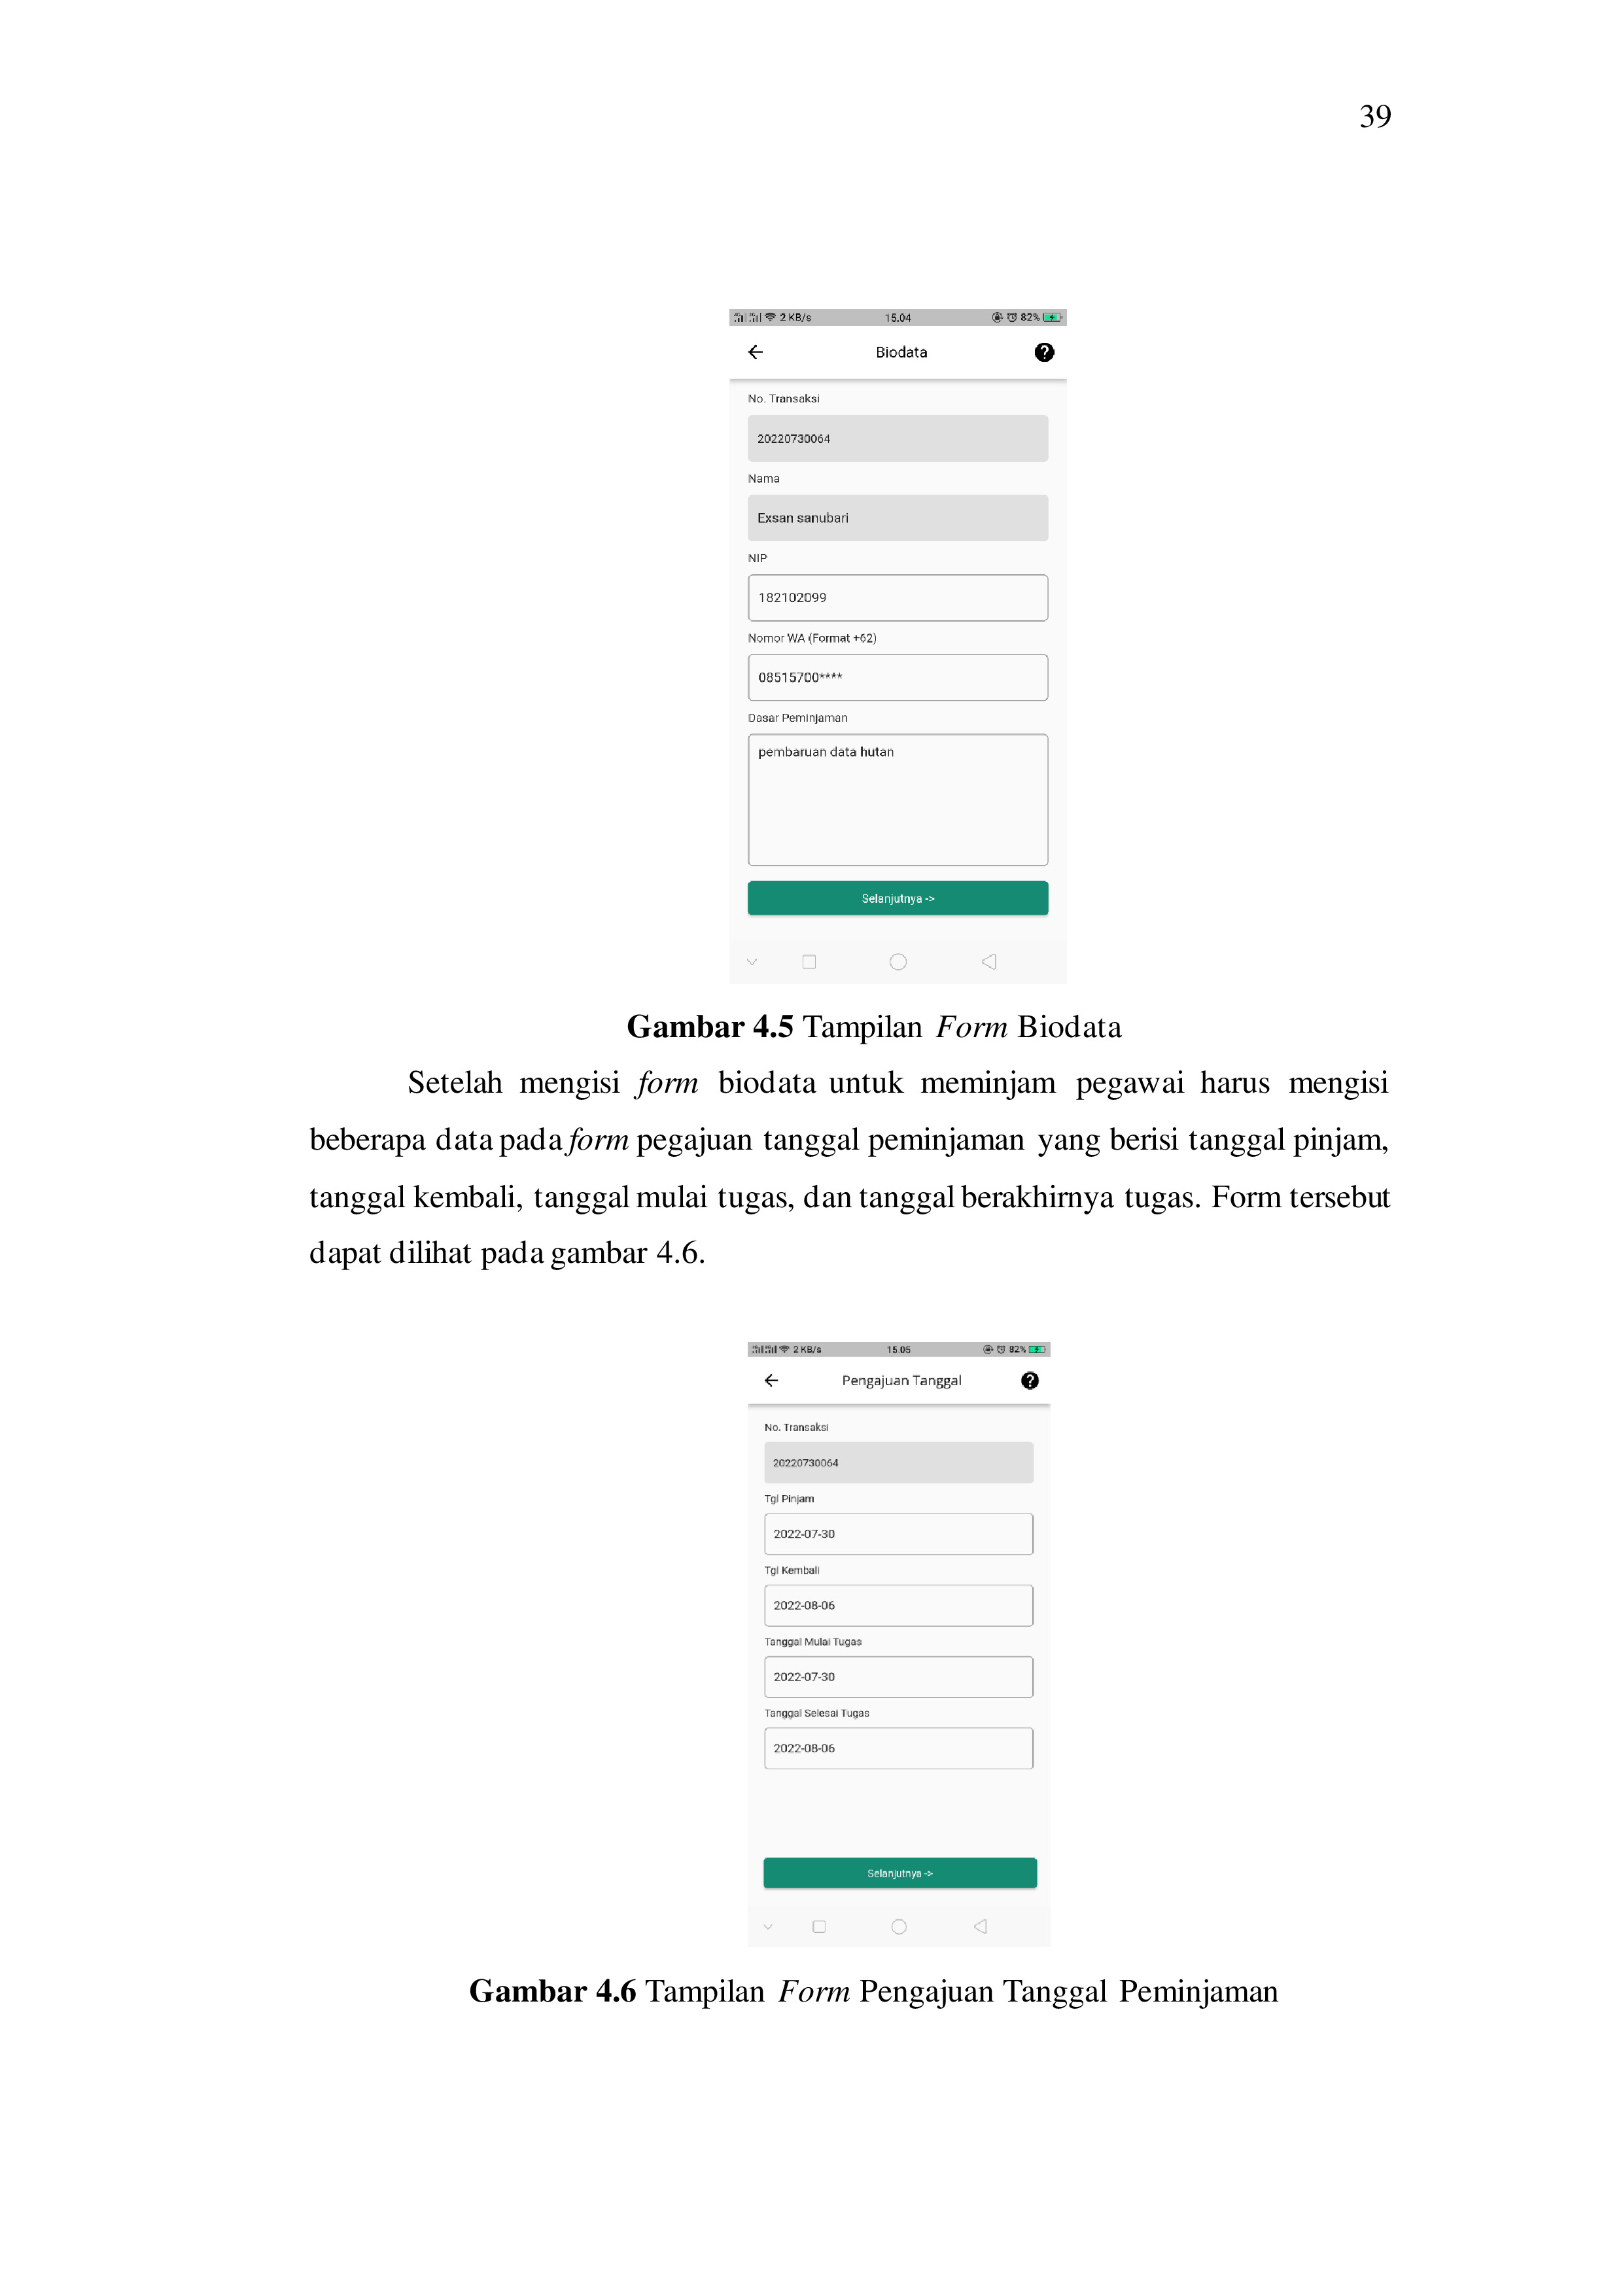 39
2 KB/s 15.04 82%
Biodata
No. Transaksi
20220730064
Nama
Exsan sanubari
NIP
182102099
Nomor WA (Format +62)
08515700****
Dasar Peminjaman
pembaruan data hutan
Selanjutnya ->
Gambar 4.5 Tampilan Form Biodata
Setelah mengisi form biodata untuk meminjam pegawai harus mengisi
beberapa data pada form pegajuan tanggal peminjaman yang berisi tanggal pinjam,
tanggal kembali, tanggal mulai tugas, dan tanggal berakhirnya tugas. Form tersebut
dapat dilihat pada gambar 4.6.
2 KB/s 15.05 82%
Pengajuan Tanggal
No. Transaksi
20220730064
Tgl Pinjam
2022-07-30
Tgl Kembali
2022-08-06
Tanggal Mulai Tugas
2022-07-30
Tanggal Selesai Tugas
2022-08-06
Selanjutnya ->
Gambar 4.6 Tampilan Form Pengajuan Tanggal Peminjaman